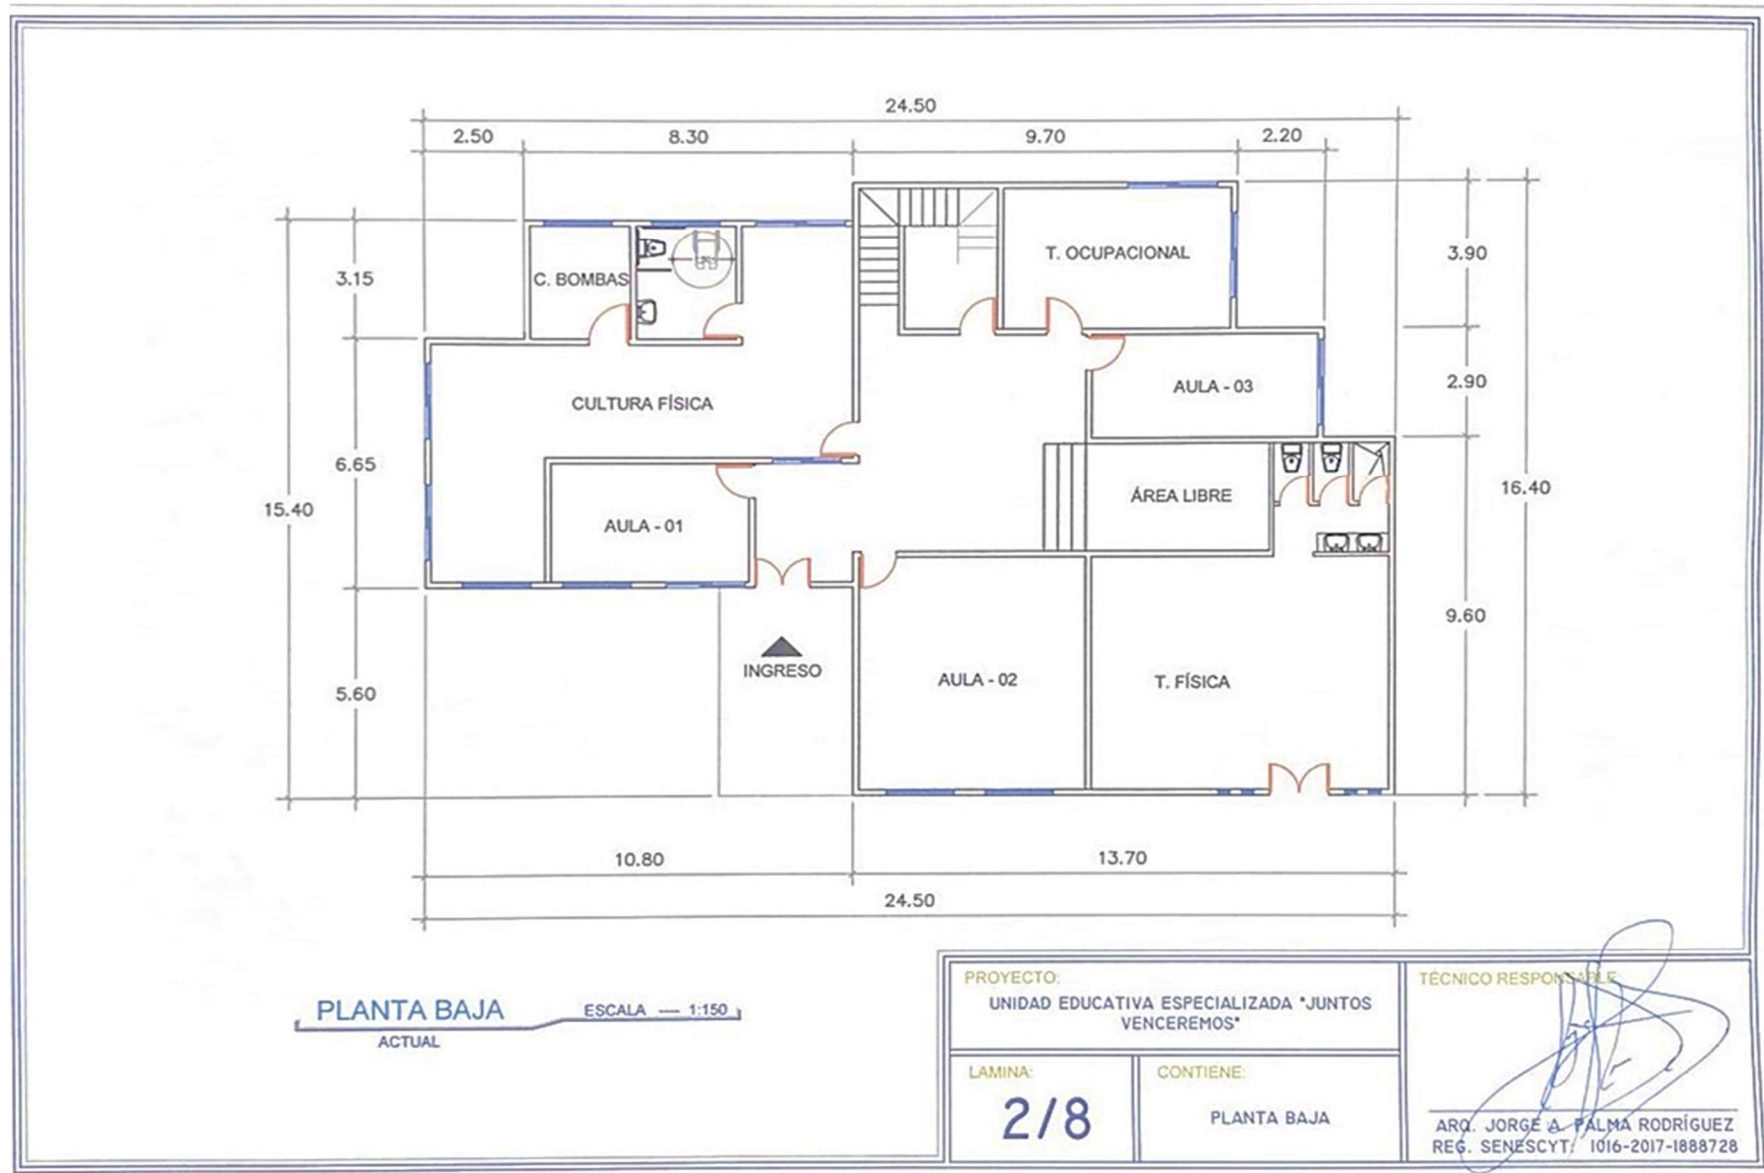 24.50
2.50 8.30 9.70 2.20
3.15
6.65
15.40
5.60
3.90
2.90
16.40
9.60
C. BOMBAS
T. OCUPACIONAL
CULTURA FÍSICA
AULA - 03
AULA - 01
ÁREA LIBRE
INGRESO
AULA - 02
T. FÍSICA
10.80 13.70
24.50
PLANTA BAJA
ESCALA — 1:150
ACTUAL
PROYECTO:
UNIDAD EDUCATIVA ESPECIALIZADA "JUNTOS
VENCEREMOS"
LAMINA:
2/8
CONTIENE:
PLANTA BAJA
TÉCNICO RESPONSABLE:
ARQ. JORGE A. PALMA RODRÍGUEZ
REG. SENESCYT: 1016-2017-1888728